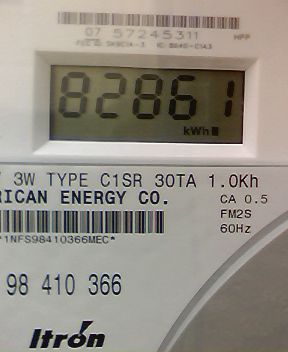 07 57245311 HPP
82861
kWh
3W TYPE C1SR 30TA 1.0Kh
RICAN ENERGY CO. CA 0.5
FM2S
*1NFS98410366MEC* 60Hz
98 410 366
Itron